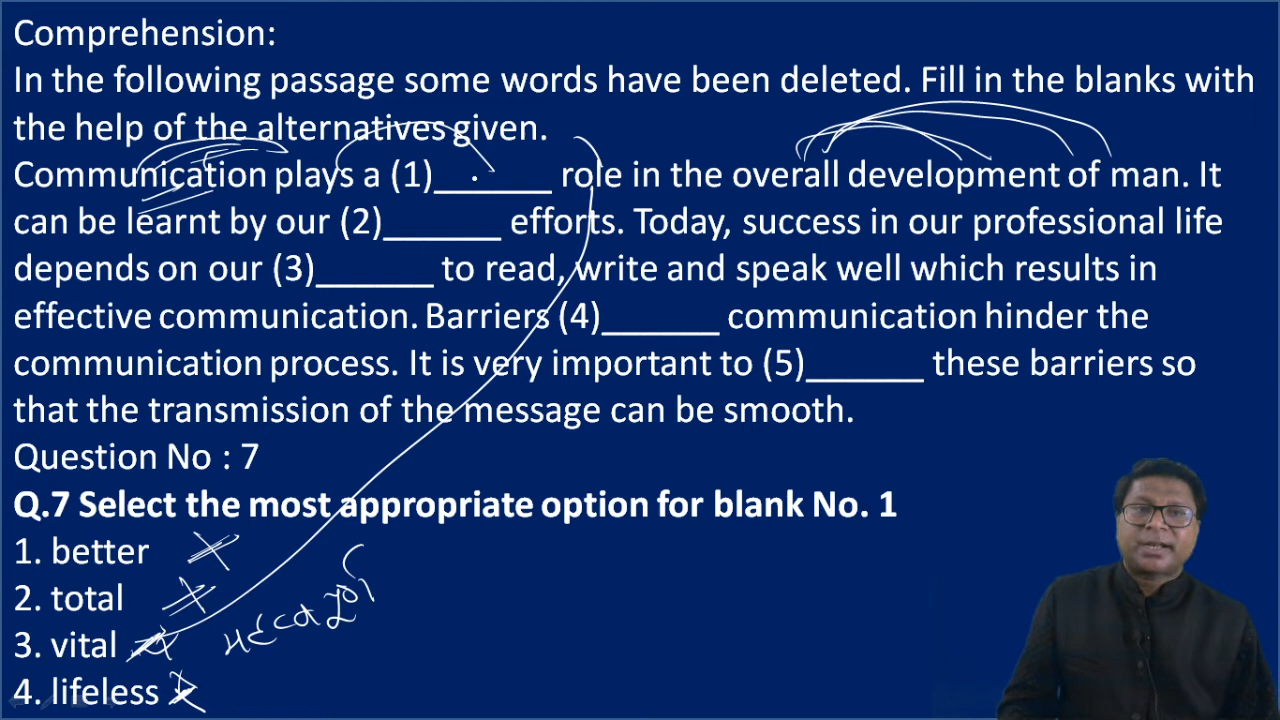 Comprehension:
In the following passage some words have been deleted. Fill in the blanks with
the help of the alternatives given.
Communication plays a (1)______ role in the overall development of man. It
can be learnt by our (2)______ efforts. Today, success in our professional life
depends on our (3)______ to read, write and speak well which results in
effective communication. Barriers (4)______ communication hinder the
communication process. It is very important to (5)______ these barriers so
that the transmission of the message can be smooth.
Question No : 7
Q.7 Select the most appropriate option for blank No. 1
1. better
2. total
3. vital
4. lifeless